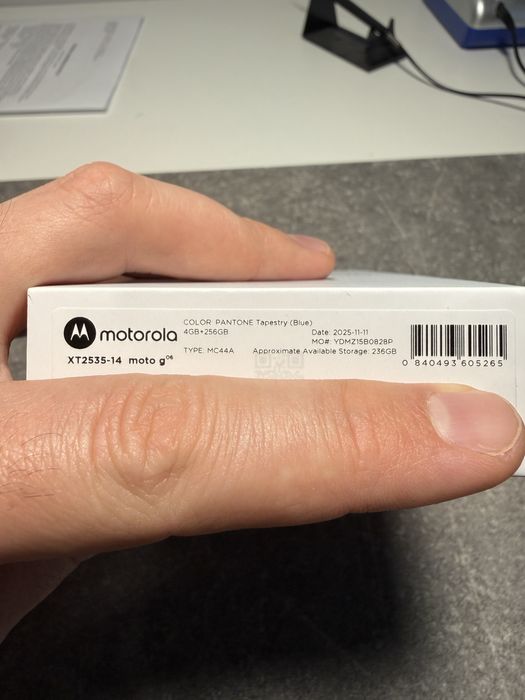 motorola
XT2535-14 moto g06
COLOR: PANTONE Tapestry (Blue)
4GB+256GB
Date: 2025-11-11
MO#: YDMZ15B0828P
TYPE: MC44A
Approximate Available Storage: 236GB
0 840493 605265